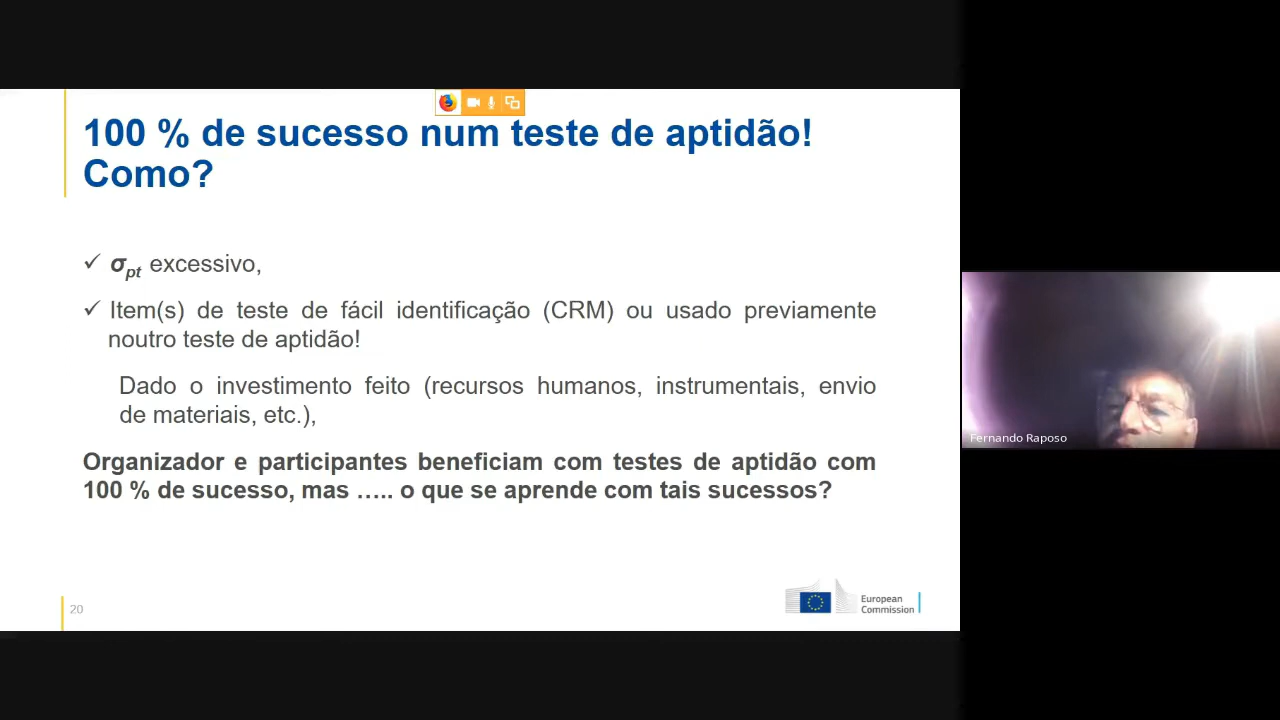 100 % de sucesso num teste de aptidão!
Como?
✓ σpt excessivo,
✓ Item(s) de teste de fácil identificação (CRM) ou usado previamente
noutro teste de aptidão!
Dado o investimento feito (recursos humanos, instrumentais, envio
de materiais, etc.),
Organizador e participantes beneficiam com testes de aptidão com
100 % de sucesso, mas ….. o que se aprende com tais sucessos?
Fernando Raposo
20
European
Commission